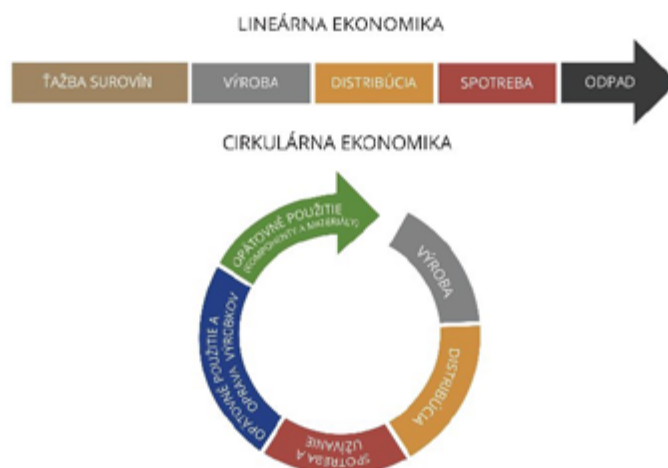 LINEÁRNA EKONOMIKA
ŤAŽBA SUROVÍN VÝROBA DISTRIBÚCIA SPOTREBA ODPAD
CIRKULÁRNA EKONOMIKA
OPÄTOVNÉ POUŽITIE
(KOMPONENTY A MATERIÁLY)
VÝROBA
DISTRIBÚCIA
SPOTREBA A
UŽÍVANIE
OPÄTOVNÉ POUŽITIE A
OPRAVA VÝROBKOV